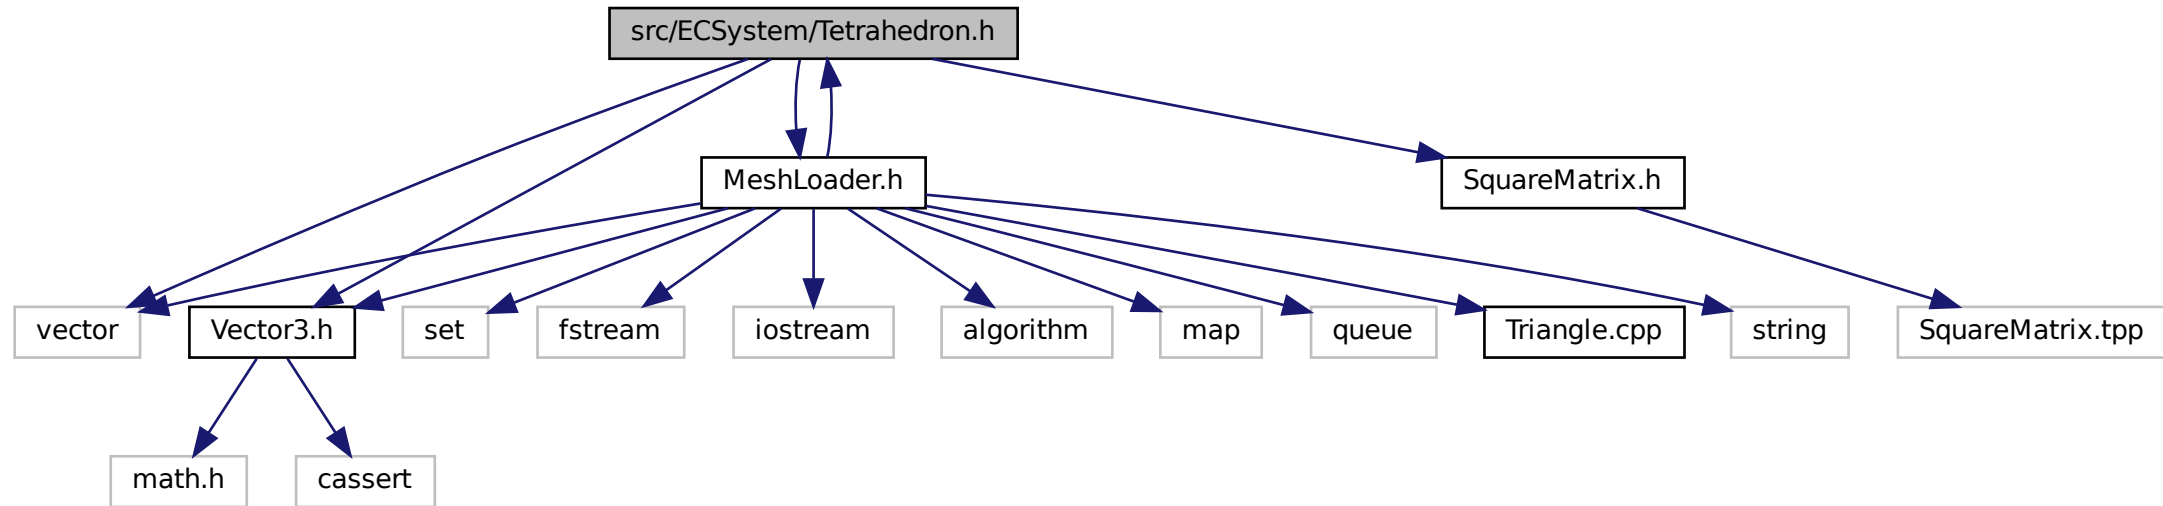 src/ECSystem/Tetrahedron.h
MeshLoader.h
SquareMatrix.h
vector
Vector3.h
set
fstream
iostream
algorithm
map
queue
Triangle.cpp
string
SquareMatrix.tpp
math.h
cassert